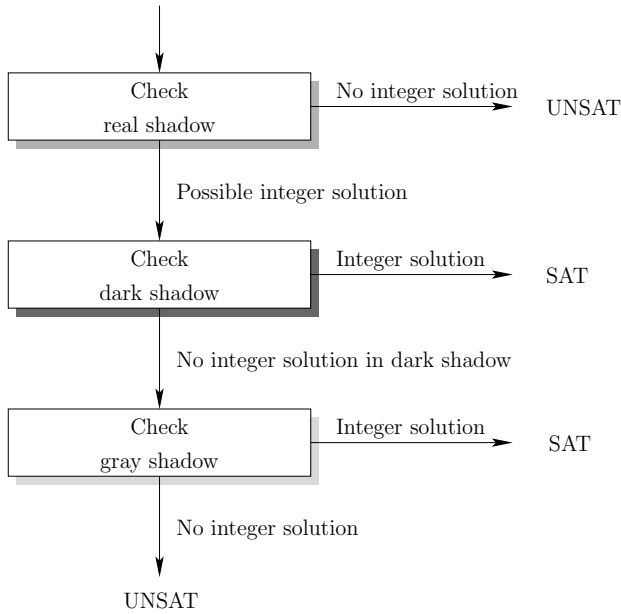 Check
real shadow
No integer solution
UNSAT
Possible integer solution
Check
dark shadow
Integer solution
SAT
No integer solution in dark shadow
Check
gray shadow
Integer solution
SAT
No integer solution
UNSAT